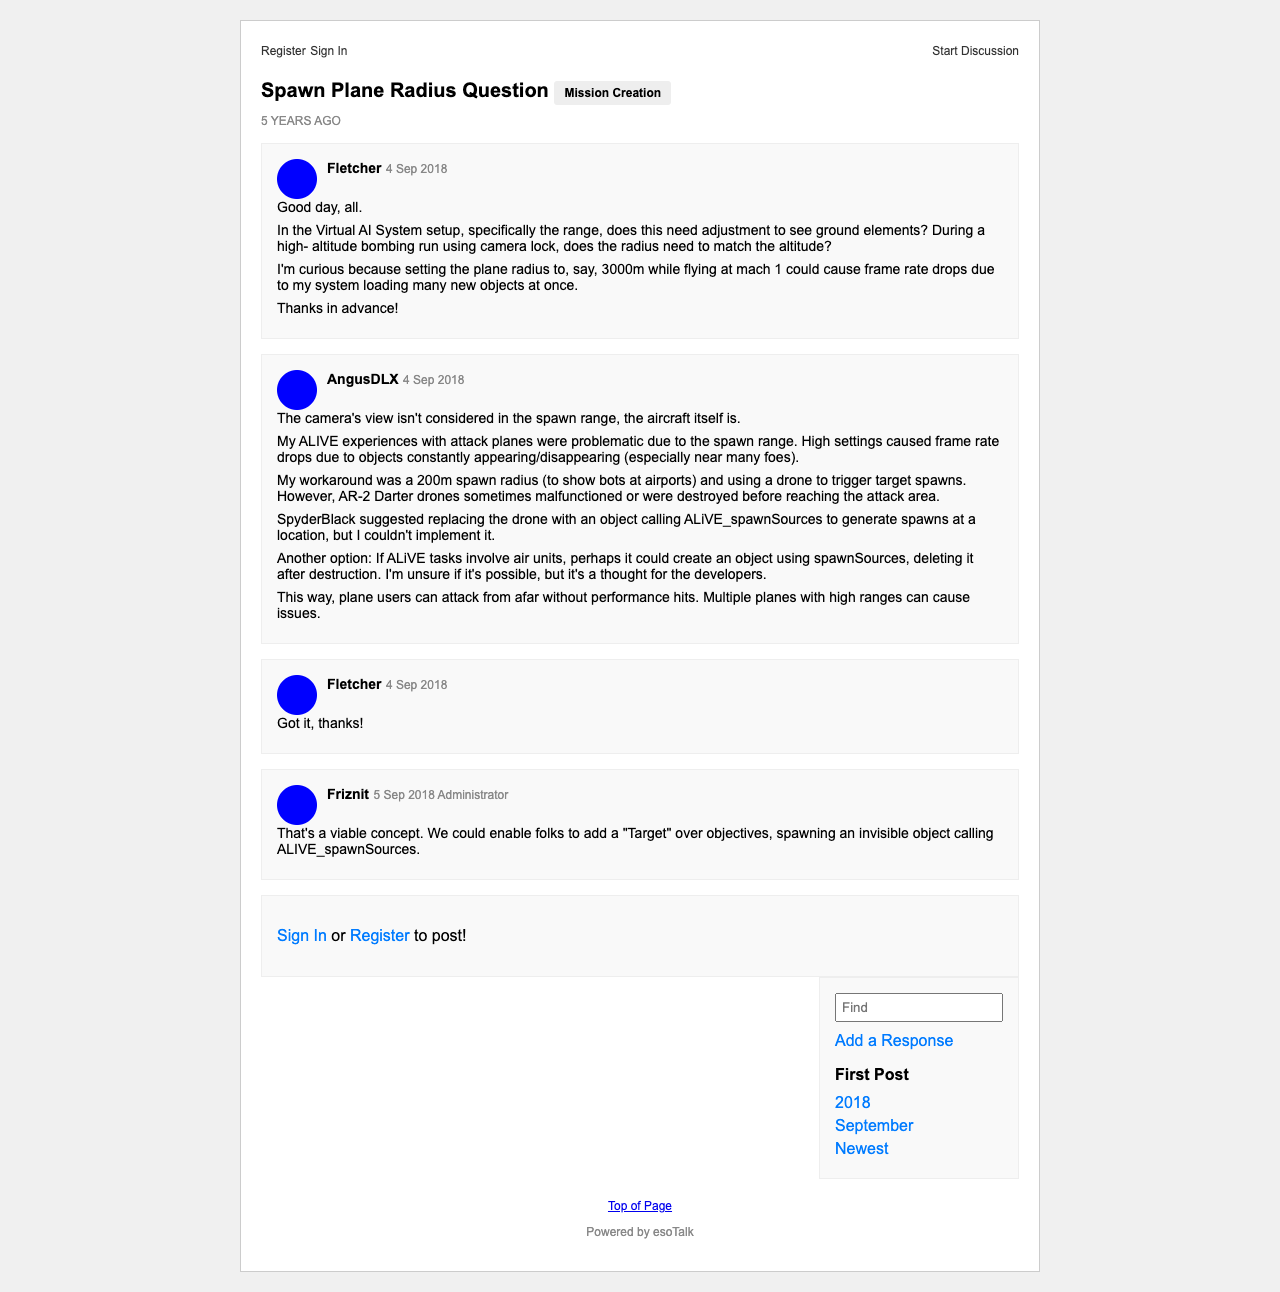 Register Sign In
Start Discussion
Spawn Plane Radius Question Mission Creation
5 YEARS AGO
Fletcher 4 Sep 2018
Good day, all.
In the Virtual AI System setup, specifically the range, does this need adjustment to see ground elements? During a
high- altitude bombing run using camera lock, does the radius need to match the altitude?
I'm curious because setting the plane radius to, say, 3000m while flying at mach 1 could cause frame rate drops due
to my system loading many new objects at once.
Thanks in advance!
AngusDLX 4 Sep 2018
The camera's view isn't considered in the spawn range, the aircraft itself is.
My ALIVE experiences with attack planes were problematic due to the spawn range. High settings caused frame rate
drops due to objects constantly appearing/disappearing (especially near many foes).
My workaround was a 200m spawn radius (to show bots at airports) and using a drone to trigger target spawns.
However, AR-2 Darter drones sometimes malfunctioned or were destroyed before reaching the attack area.
SpyderBlack suggested replacing the drone with an object calling ALiVE_spawnSources to generate spawns at a
location, but I couldn't implement it.
Another option: If ALiVE tasks involve air units, perhaps it could create an object using spawnSources, deleting it
after destruction. I'm unsure if it's possible, but it's a thought for the developers.
This way, plane users can attack from afar without performance hits. Multiple planes with high ranges can cause
issues.
Fletcher 4 Sep 2018
Got it, thanks!
Friznit 5 Sep 2018 Administrator
That's a viable concept. We could enable folks to add a "Target" over objectives, spawning an invisible object calling
ALIVE_spawnSources.
Sign In or Register to post!
Find
Add a Response
First Post
2018
September
Newest
Top of Page
Powered by esoTalk